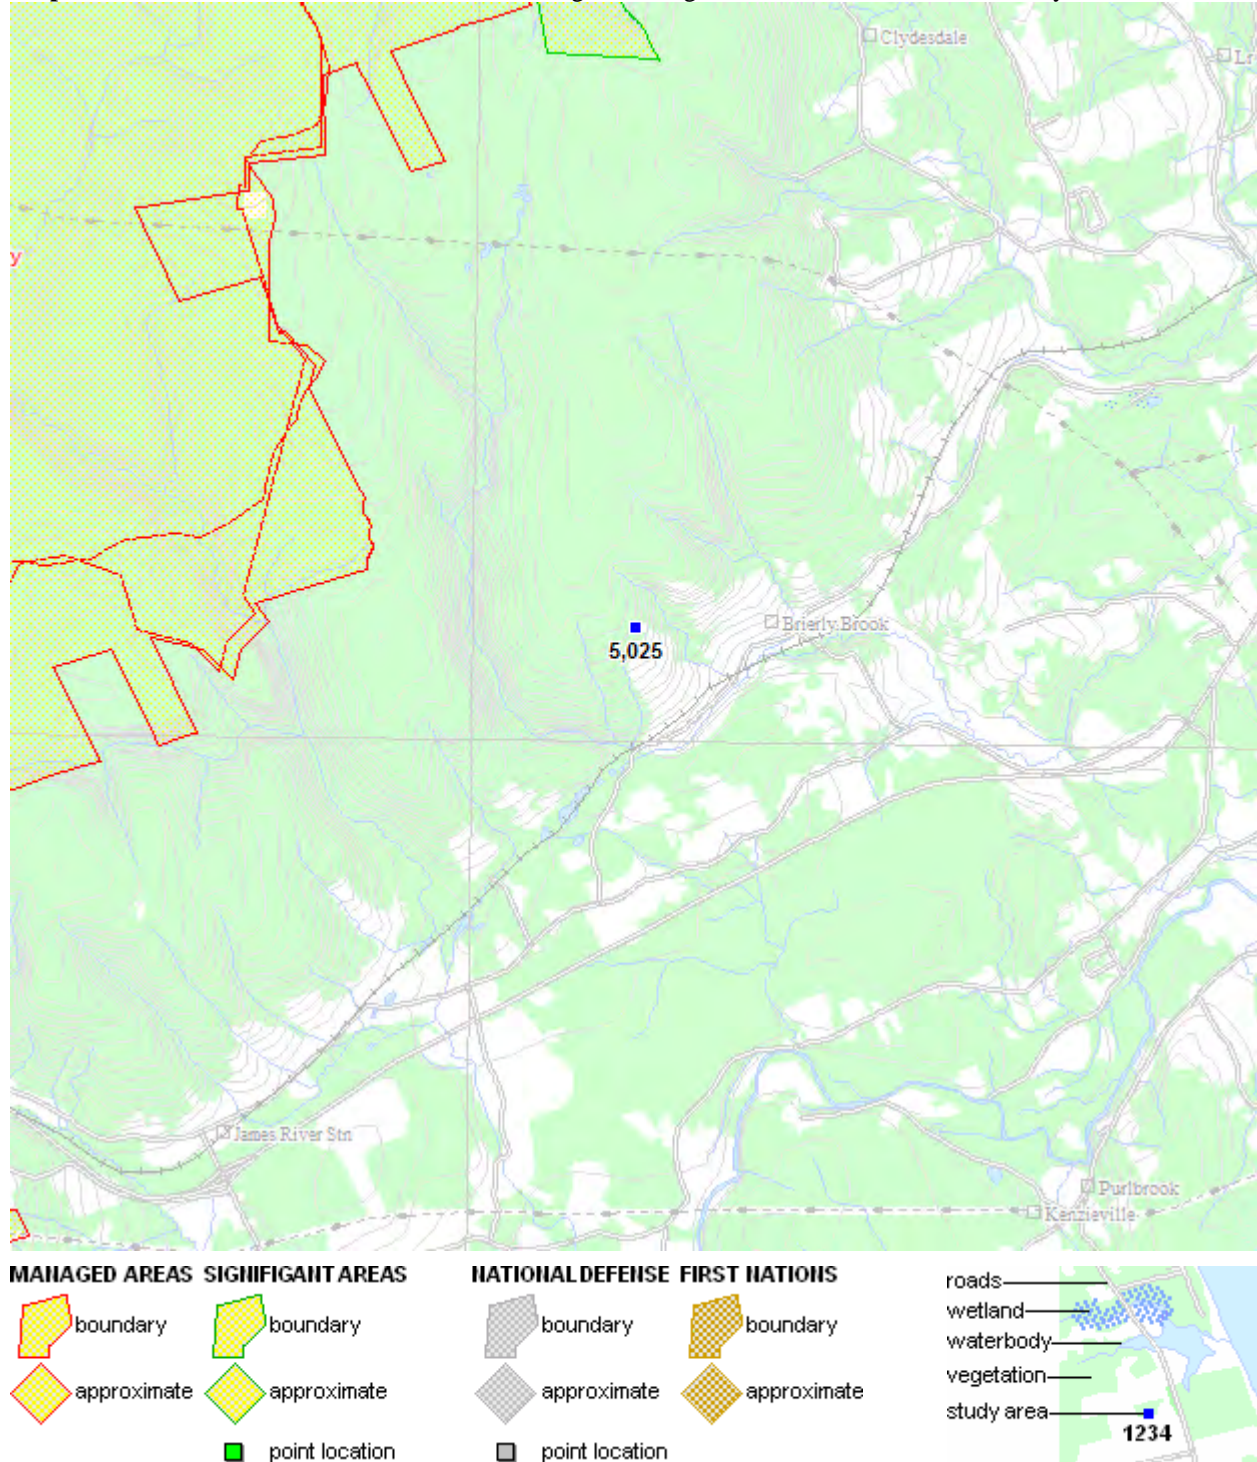 Clydesdale
y
Brierly Brook
5,025
James River Stn
Purlbrook
Kenzieville
MANAGED AREAS SIGNIFIGANT AREAS NATIONAL DEFENSE FIRST NATIONS
boundary boundary boundary boundary
approximate approximate approximate approximate
point location point location
roads
wetland
waterbody
vegetation
study area
1234